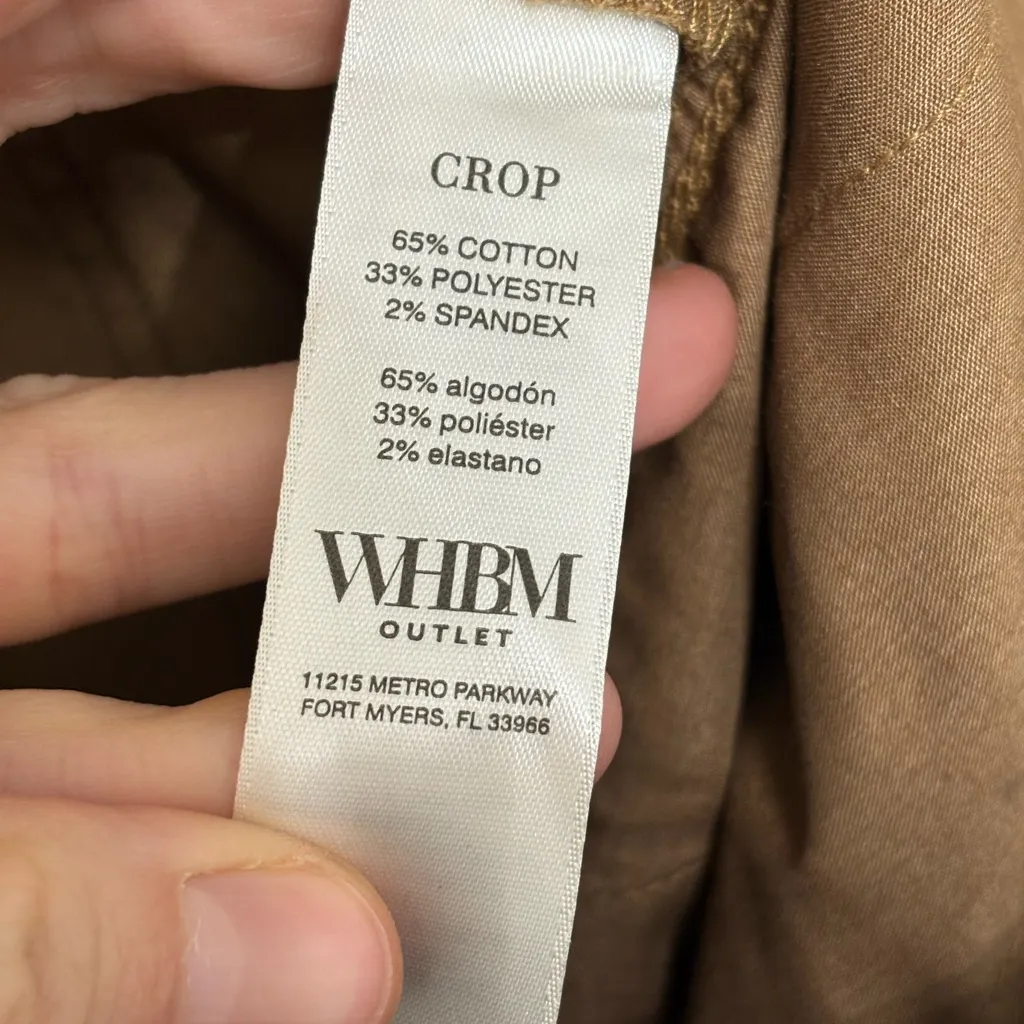 CROP
65% COTTON
33% POLYESTER
2% SPANDEX
65% algodón
33% poliéster
2% elastano
WHBM
OUTLET
11215 METRO PARKWAY
FORT MYERS, FL 33966